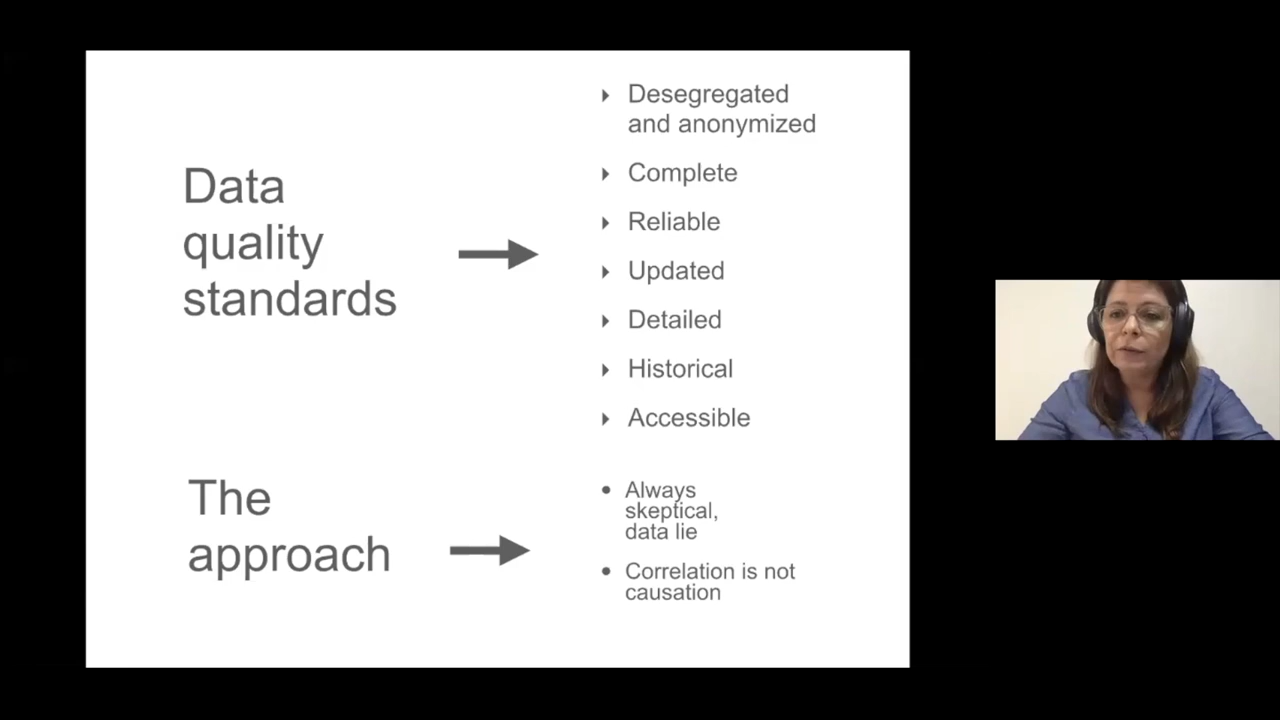 Data
quality
standards
Desegregated
and anonymized
Complete
Reliable
Updated
Detailed
Historical
Accessible
The
approach
Always
skeptical,
data lie
Correlation is not
causation